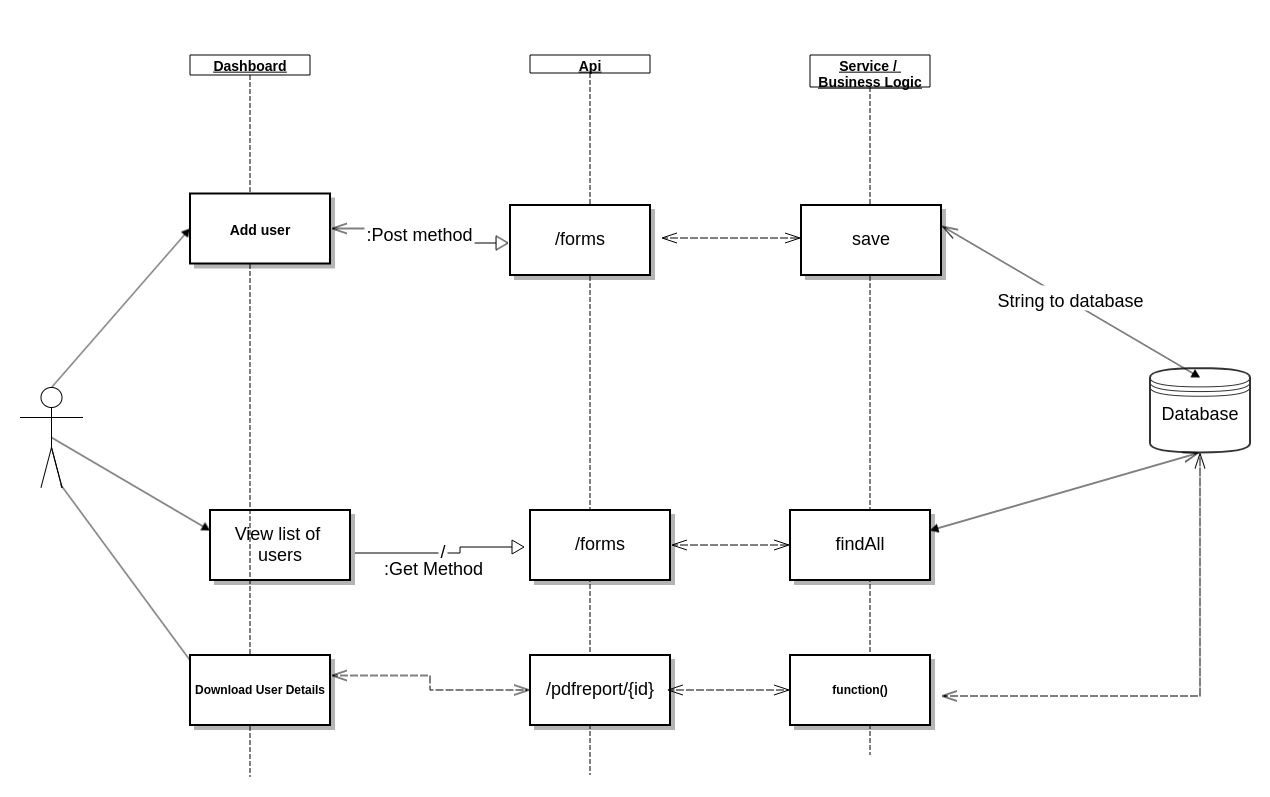 Dashboard
Api
Service /
Business Logic
Add user
:Post method
/forms
save
String to database
Database
View list of
users
/
:Get Method
/forms
findAll
Download User Details
/pdfreport/{id}
function()